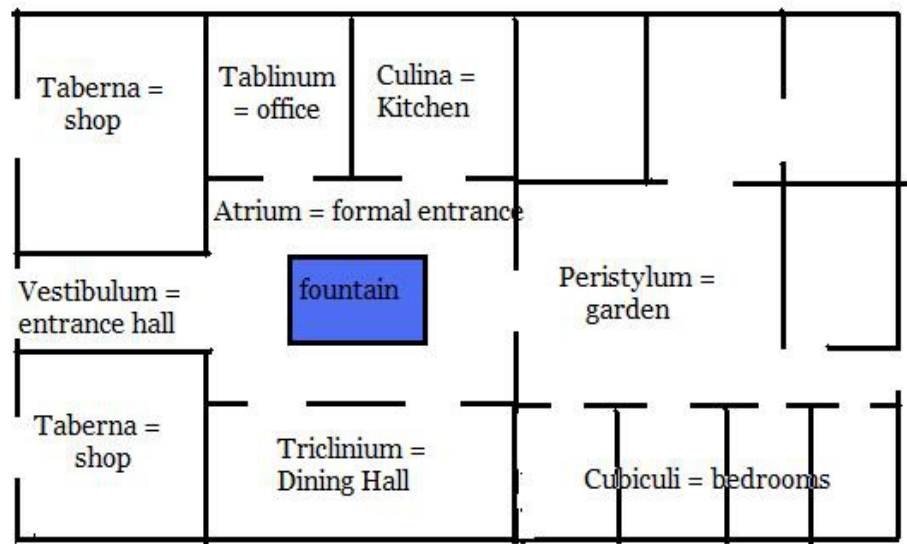 Taberna =
shop
Tablinum
= office
Culina =
Kitchen
Atrium = formal entrance
Vestibulum =
entrance hall
fountain
Peristylum =
garden
Taberna =
shop
Triclinium =
Dining Hall
Cubiculi = bedrooms